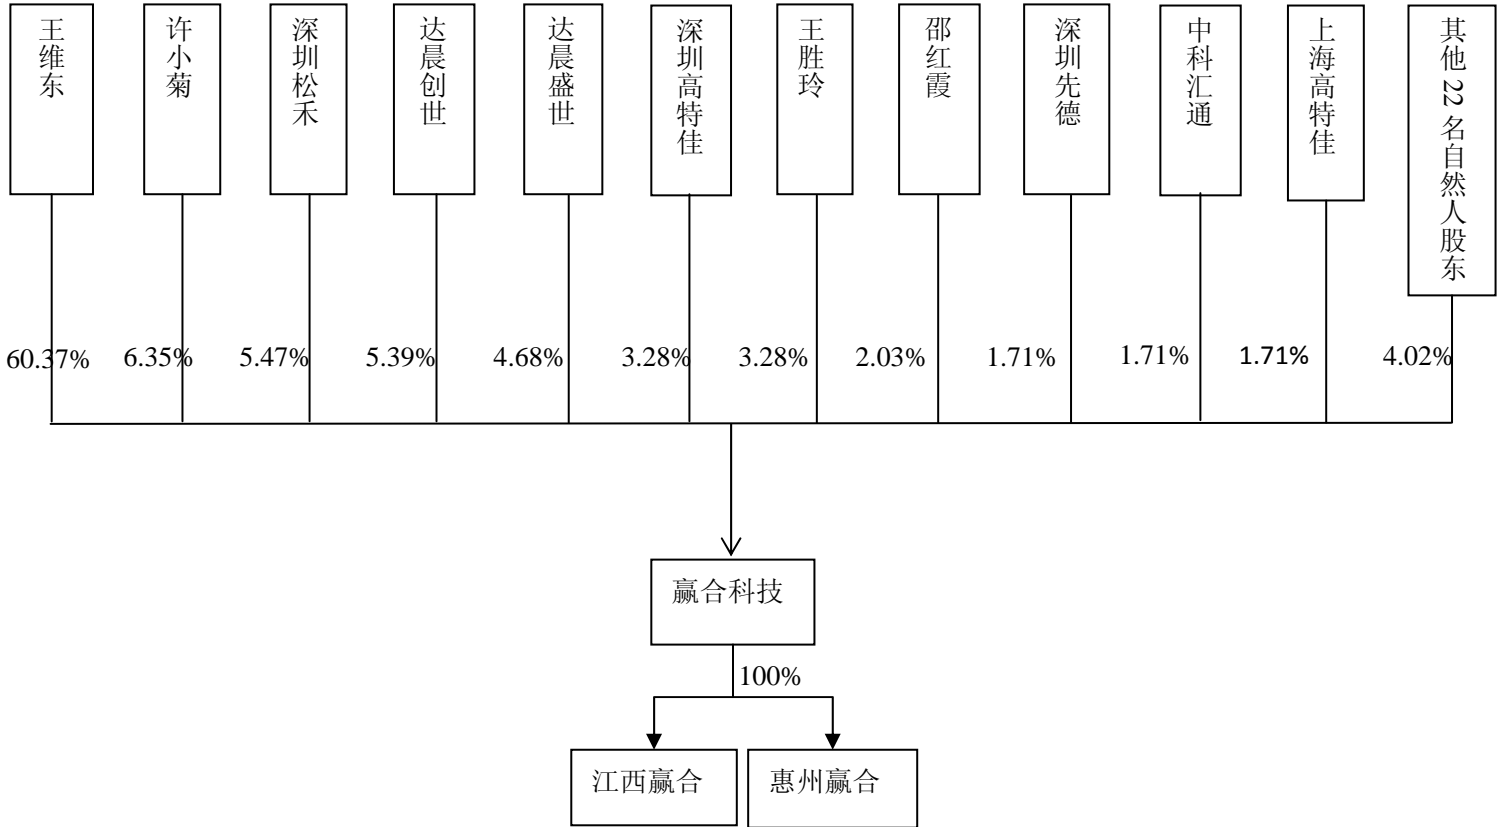 王维东
许小菊
深圳松禾
达晨创世
达晨盛世
深圳高特佳
王胜玲
邵红霞
深圳先德
中科汇通
上海高特佳
其他 22 名自然人股东
60.37%
6.35%
5.47%
5.39%
4.68%
3.28%
3.28%
2.03%
1.71%
1.71%
1.71%
4.02%
赢合科技
100%
江西赢合
惠州赢合